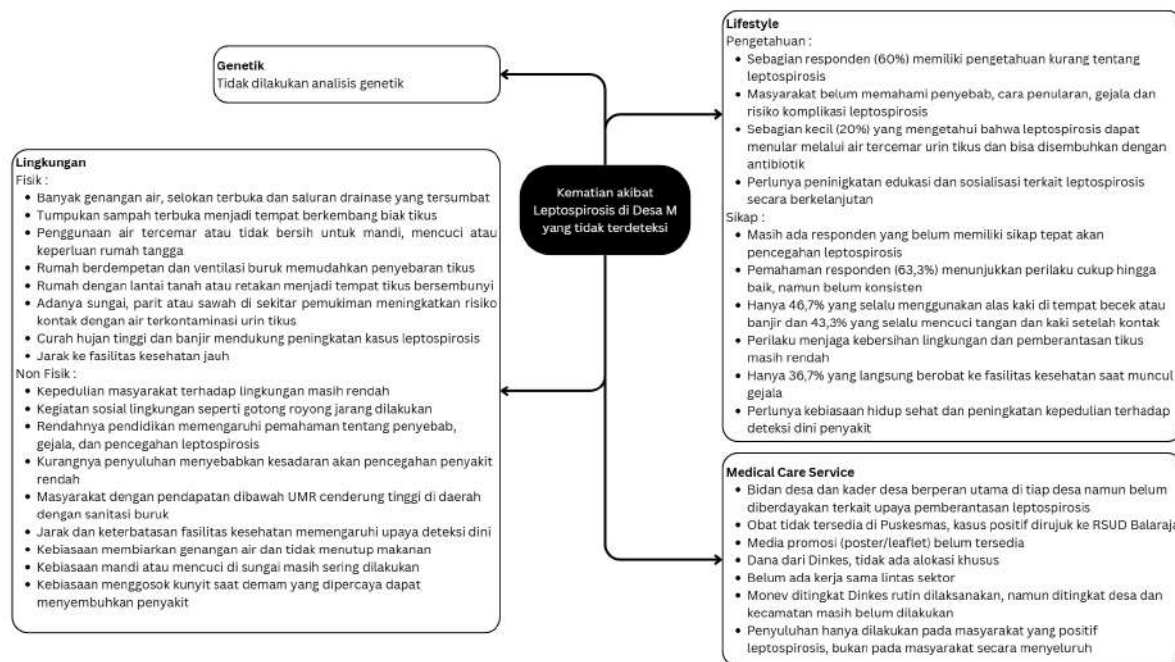 Genetik
Tidak dilakukan analisis genetik
Lingkungan
Fisik :
• Banyak genangan air, selokan terbuka dan saluran drainase yang tersumbat
• Tumpukan sampah terbuka menjadi tempat berkembang biak tikus
• Penggunaan air tercemar atau tidak bersih untuk mandi, mencuci atau
keperluan rumah tangga
• Rumah berdempetan dan ventilasi buruk memudahkan penyebaran tikus
• Rumah dengan lantai tanah atau retakan menjadi tempat tikus bersembunyi
• Adanya sungai, parit atau sawah di sekitar pemukiman meningkatkan risiko
kontak dengan air terkontaminasi urin tikus
• Curah hujan tinggi dan banjir mendukung peningkatan kasus leptospirosis
• Jarak ke fasilitas kesehatan jauh
Non Fisik :
• Kepedulian masyarakat terhadap lingkungan masih rendah
• Kegiatan sosial lingkungan seperti gotong royong jarang dilakukan
• Rendahnya pendidikan memengaruhi pemahaman tentang penyebab,
gejala, dan pencegahan leptospirosis
• Kurangnya penyuluhan menyebabkan kesadaran akan pencegahan penyakit
rendah
• Masyarakat dengan pendapatan dibawah UMR cenderung tinggi di daerah
dengan sanitasi buruk
• Jarak dan keterbatasan fasilitas kesehatan memengaruhi upaya deteksi dini
• Kebiasaan membiarkan genangan air dan tidak menutup makanan
• Kebiasaan mandi atau mencuci di sungai masih sering dilakukan
• Kebiasaan menggosok kunyit saat demam yang dipercaya dapat
menyembuhkan penyakit
Kematian akibat
Leptospirosis di Desa M
yang tidak terdeteksi
Lifestyle
Pengetahuan :
• Sebagian responden (60%) memiliki pengetahuan kurang tentang
leptospirosis
• Masyarakat belum memahami penyebab, cara penularan, gejala dan
risiko komplikasi leptospirosis
• Sebagian kecil (20%) yang mengetahui bahwa leptospirosis dapat
menular melalui air tercemar urin tikus dan bisa disembuhkan dengan
antibiotik
• Perlunya peninigkatan edukasi dan sosialisasi terkait leptospirosis
secara berkelanjutan
Sikap :
• Masih ada responden yang belum memiliki sikap tepat akan
pencegahan leptospirosis
• Pemahaman responden (63,3%) menunjukkan perilaku cukup hingga
baik, namun belum konsisten
• Hanya 46,7% yang selalu menggunakan alas kaki di tempat becek atau
banjir dan 43,3% yang selalu mencuci tangan dan kaki setelah kontak
• Perilaku menjaga kebersihan lingkungan dan pemberantasan tikus
masih rendah
• Hanya 36,7% yang langsung berobat ke fasilitas kesehatan saat muncul
gejala
• Perlunya kebiasaan hidup sehat dan peningkatan kepedulian terhadap
deteksi dini penyakit
Medical Care Service
• Bidan desa dan kader desa berperan utama di tiap desa namun belum
diberdayakan terkait upaya pemberantasan leptospirosis
• Obat tidak tersedia di Puskesmas, kasus positif dirujuk ke RSUD Balaraja
• Media promosi (poster/leaflet) belum tersedia
• Dana dari Dinkes, tidak ada alokasi khusus
• Belum ada kerja sama lintas sektor
• Monev ditingkat Dinkes rutin dilaksanakan, namun ditingkat desa dan
kecamatan masih belum dilakukan
• Penyuluhan hanya dilakukan pada masyarakat yang positif
leptospirosis, bukan pada masyarakat secara menyeluruh